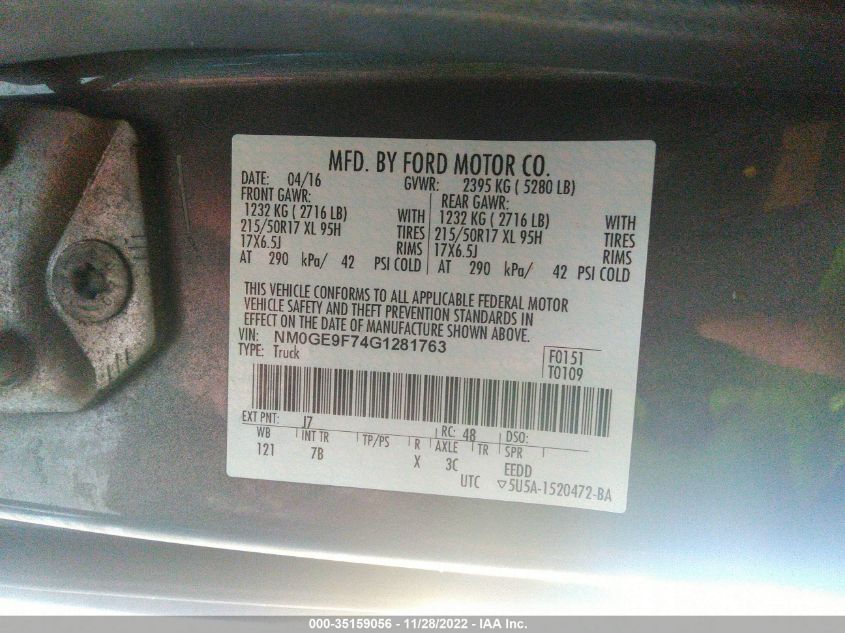 MFD. BY FORD MOTOR CO.
DATE: 04/16 GVWR: 2395 KG ( 5280 LB)
FRONT GAWR: REAR GAWR:
1232 KG ( 2716 LB) WITH 1232 KG ( 2716 LB) WITH
215/50R17 XL 95H TIRES 215/50R17 XL 95H TIRES
17X6.5J RIMS 17X6.5J RIMS
AT 290 kPa/ 42 PSI COLD AT 290 kPa/ 42 PSI COLD
THIS VEHICLE CONFORMS TO ALL APPLICABLE FEDERAL MOTOR
VEHICLE SAFETY AND THEFT PREVENTION STANDARDS IN
EFFECT ON THE DATE OF MANUFACTURE SHOWN ABOVE.
VIN: NM0GE9F74G1281763
TYPE: Truck
F0151
T0109
EXT PNT: J7 RC: 48 DSO:
WB INT TR TP/PS R AXLE TR SPR
121 7B X 3C EEDD
UTC ▽5U5A-1520472-BA
000-35159056 - 11/28/2022 - IAA Inc.